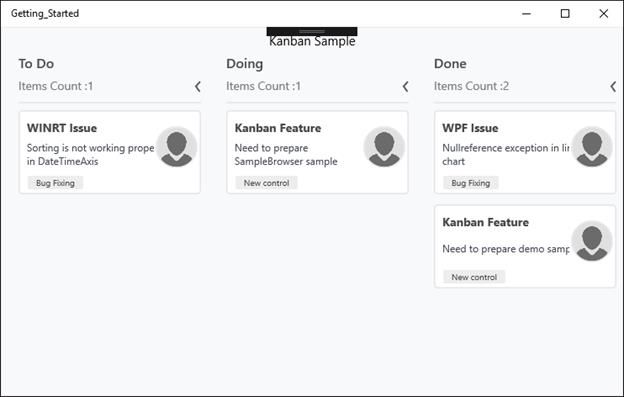 Getting_Started
Kanban Sample
To Do
Items Count :1
WINRT Issue
Sorting is not working prope
in DateTimeAxis
Bug Fixing
Doing
Items Count :1
Kanban Feature
Need to prepare
SampleBrowser sample
New control
Done
Items Count :2
WPF Issue
Nullreference exception in lin
chart
Bug Fixing
Kanban Feature
Need to prepare demo samp
New control